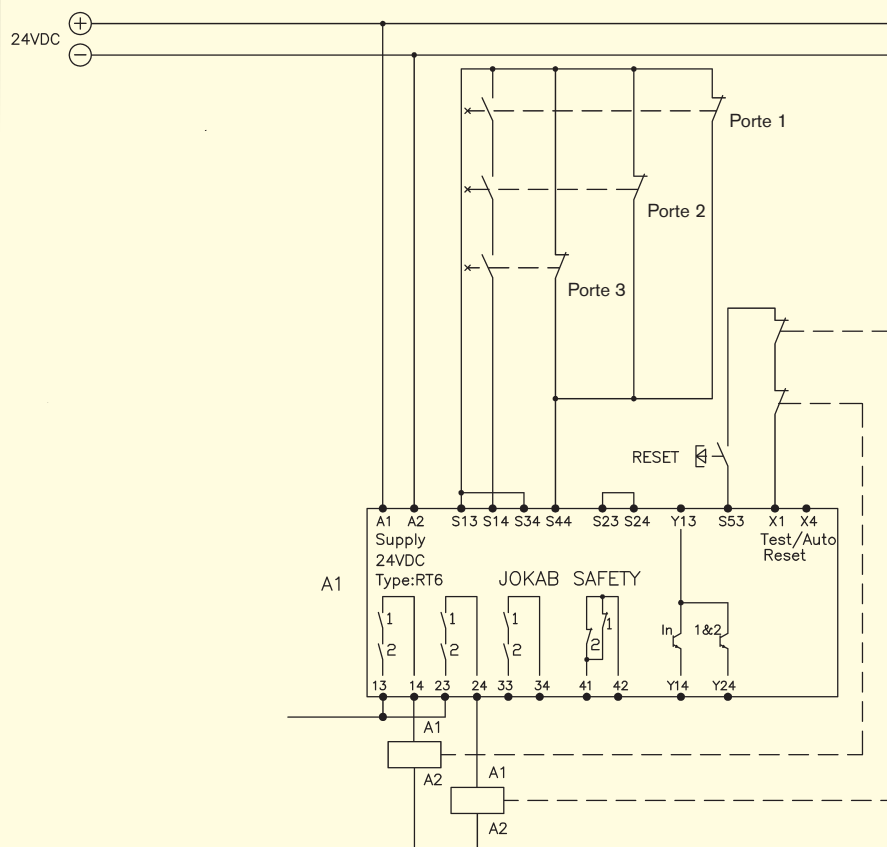 24VDC
Porte 1
Porte 2
Porte 3
RESET
A1 A2 S13 S14 S34 S44 S23 S24 Y13 S53 X1 X4
Supply
24VDC
Type:RT6
Test/Auto
Reset
A1
JOKAB SAFETY
1 1 1 1
2 2 2 2
In 1&2
13 14 23 24 33 34 41 42 Y14 Y24
A1
A2
A1
A2